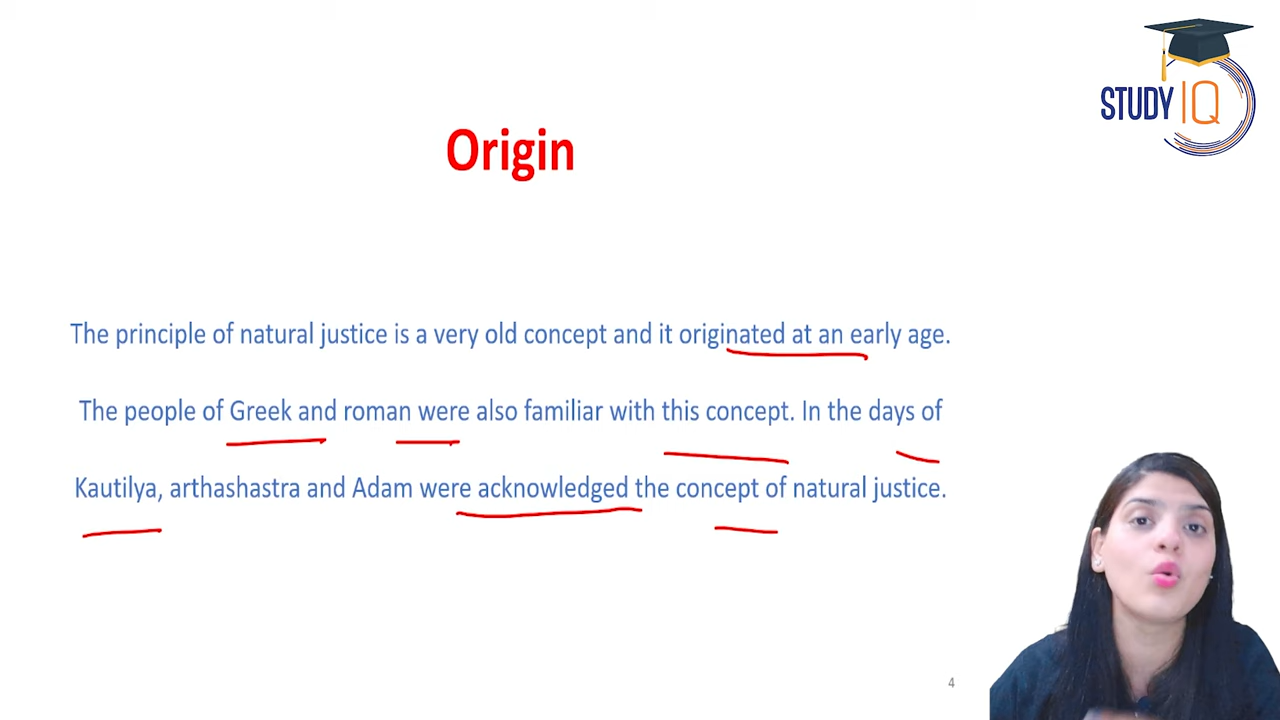 STUDY IQ
Origin
The principle of natural justice is a very old concept and it originated at an early age.
The people of Greek and roman were also familiar with this concept. In the days of
Kautilya, arthashastra and Adam were acknowledged the concept of natural justice.
4